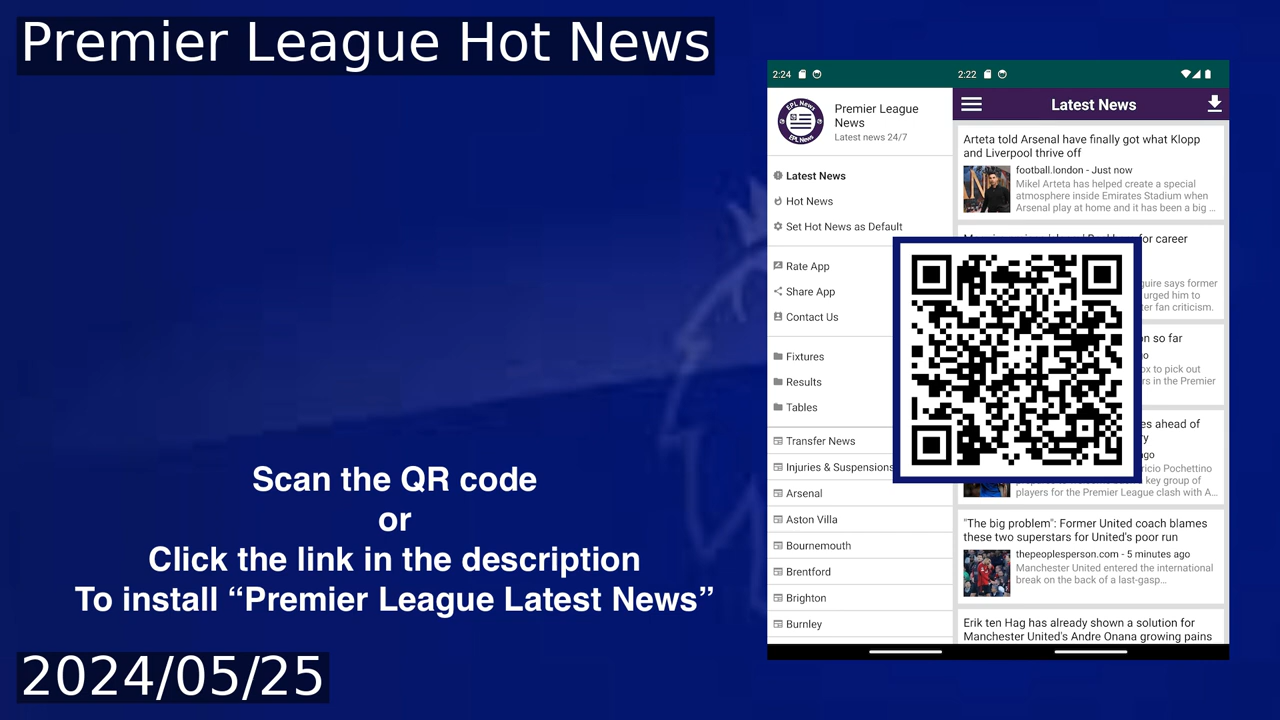 Premier League Hot News
2:24
Premier League
News
Latest news 24/7
EPL News
EPL News
Latest News
Hot News
Set Hot News as Default
Rate App
Share App
Contact Us
Fixtures
Results
Tables
Transfer News
Injuries & Suspensions
Arsenal
Aston Villa
Bournemouth
Brentford
Brighton
Burnley
2:22
Latest News
Arteta told Arsenal have finally got what Klopp
and Liverpool thrive off
football.london - Just now
Mikel Arteta has helped create a special
atmosphere inside Emirates Stadium when
Arsenal play at home and it has been a big ...
for career
says former
urged him to
fan criticism.
so far
to pick out
in the Premier
ahead of
Pochettino
key group of
players for the Premier League clash with A...
"The big problem": Former United coach blames
these two superstars for United's poor run
thepeoplesperson.com - 5 minutes ago
Manchester United entered the international
break on the back of a last-gasp...
Erik ten Hag has already shown a solution for
Manchester United's Andre Onana growing pains
Scan the QR code
or
Click the link in the description
To install “Premier League Latest News”
2024/05/25